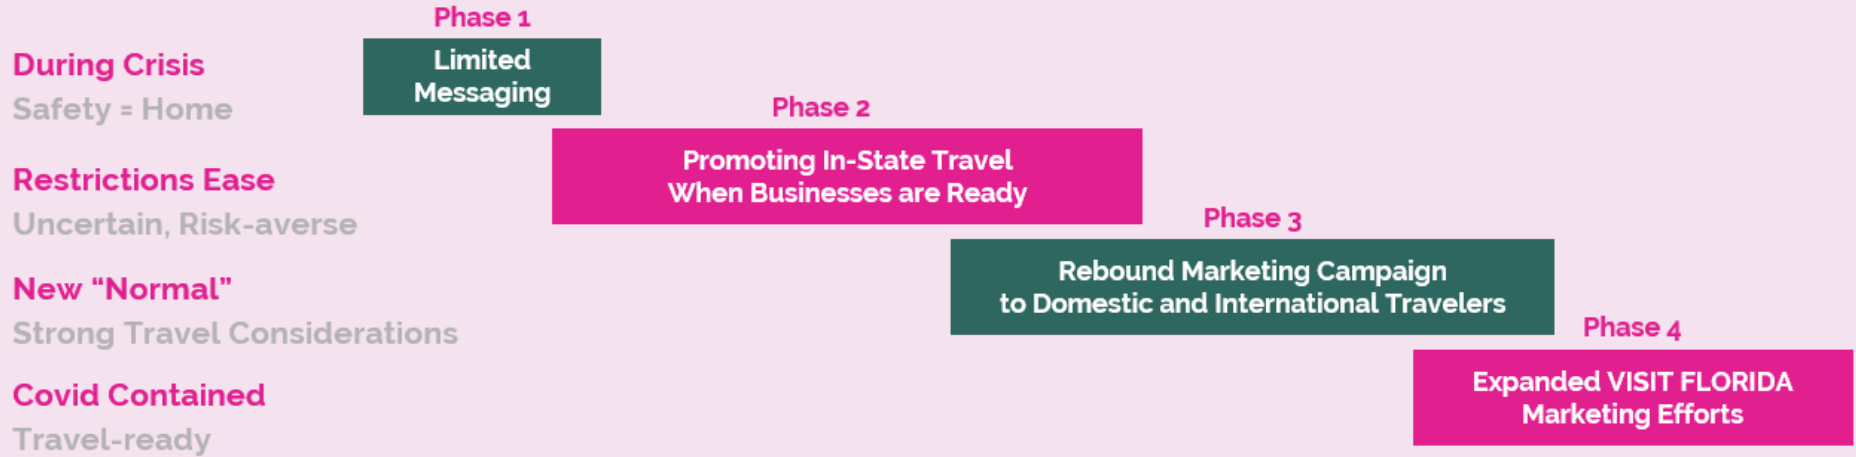 Phase 1
During Crisis
Safety = Home
Limited
Messaging
Phase 2
Restrictions Ease
Uncertain, Risk-averse
Promoting In-State Travel
When Businesses are Ready
Phase 3
New “Normal”
Strong Travel Considerations
Rebound Marketing Campaign
to Domestic and International Travelers
Phase 4
Covid Contained
Travel-ready
Expanded VISIT FLORIDA
Marketing Efforts